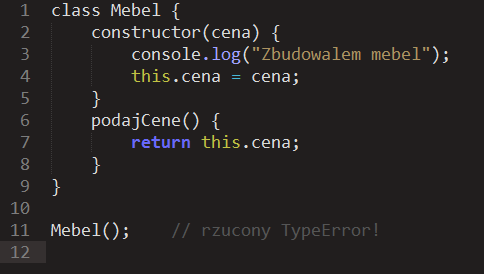 1 class Mebel {
2     constructor(cena) {
3         console.log("Zbudowalem mebel");
4         this.cena = cena;
5     }
6     podajCene() {
7         return this.cena;
8     }
9 }
10
11 Mebel();    // rzucony TypeError!
12